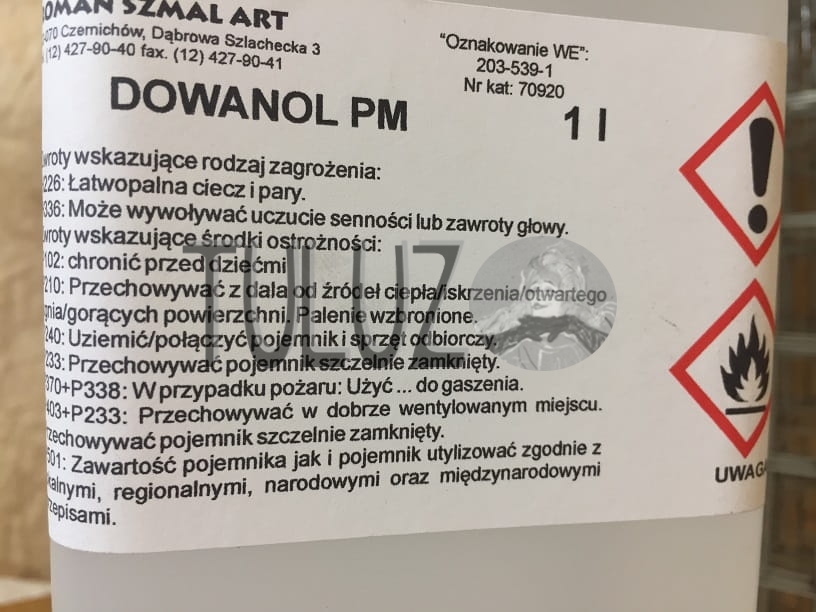 ROMAN SZMAL ART
070 Czernichów, Dąbrowa Szlachecka 3
(12) 427-90-40 fax. (12) 427-90-41
"Oznakowanie WE":
203-539-1
Nr kat: 70920
DOWANOL PM
1 l
wroty wskazujące rodzaj zagrożenia:
226: Łatwopalna ciecz i pary.
336: Może wywoływać uczucie senności lub zawroty głowy.
wroty wskazujące środki ostrożności:
102: chronić przed dziećmi
210: Przechowywać z dala od źródeł ciepła/iskrzenia/otwartego
gnia/gorących powierzchni. Palenie wzbronione.
240: Uziemić/połączyć pojemnik i sprzęt odbiorczy.
233: Przechowywać pojemnik szczelnie zamknięty.
370+P338: W przypadku pożaru: Użyć ... do gaszenia.
403+P233: Przechowywać w dobrze wentylowanym miejscu.
zechowywać pojemnik szczelnie zamknięty.
501: Zawartość pojemnika jak i pojemnik utylizować zgodnie z
kalnymi, regionalnymi, narodowymi oraz międzynarodowymi
zepisami.
UWAGA
TULUZ